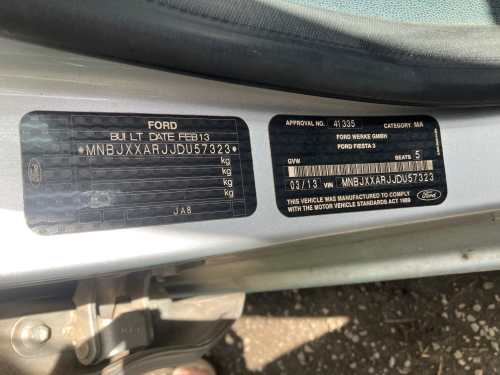 FORD
BUILT DATE FEB13
*MNBJXXARJJDU57323*
kg
kg
kg
kg
JA8
Ford
APPROVAL NO. 41335 CATEGORY MA
FORD WERKE GMBH
FORD FIESTA 3
GVM SEATS 5
03/13 VIN MNBJXXARJJDU57323
THIS VEHICLE WAS MANUFACTURED TO COMPLY
WITH THE MOTOR VEHICLE STANDARDS ACT 1989
Ford